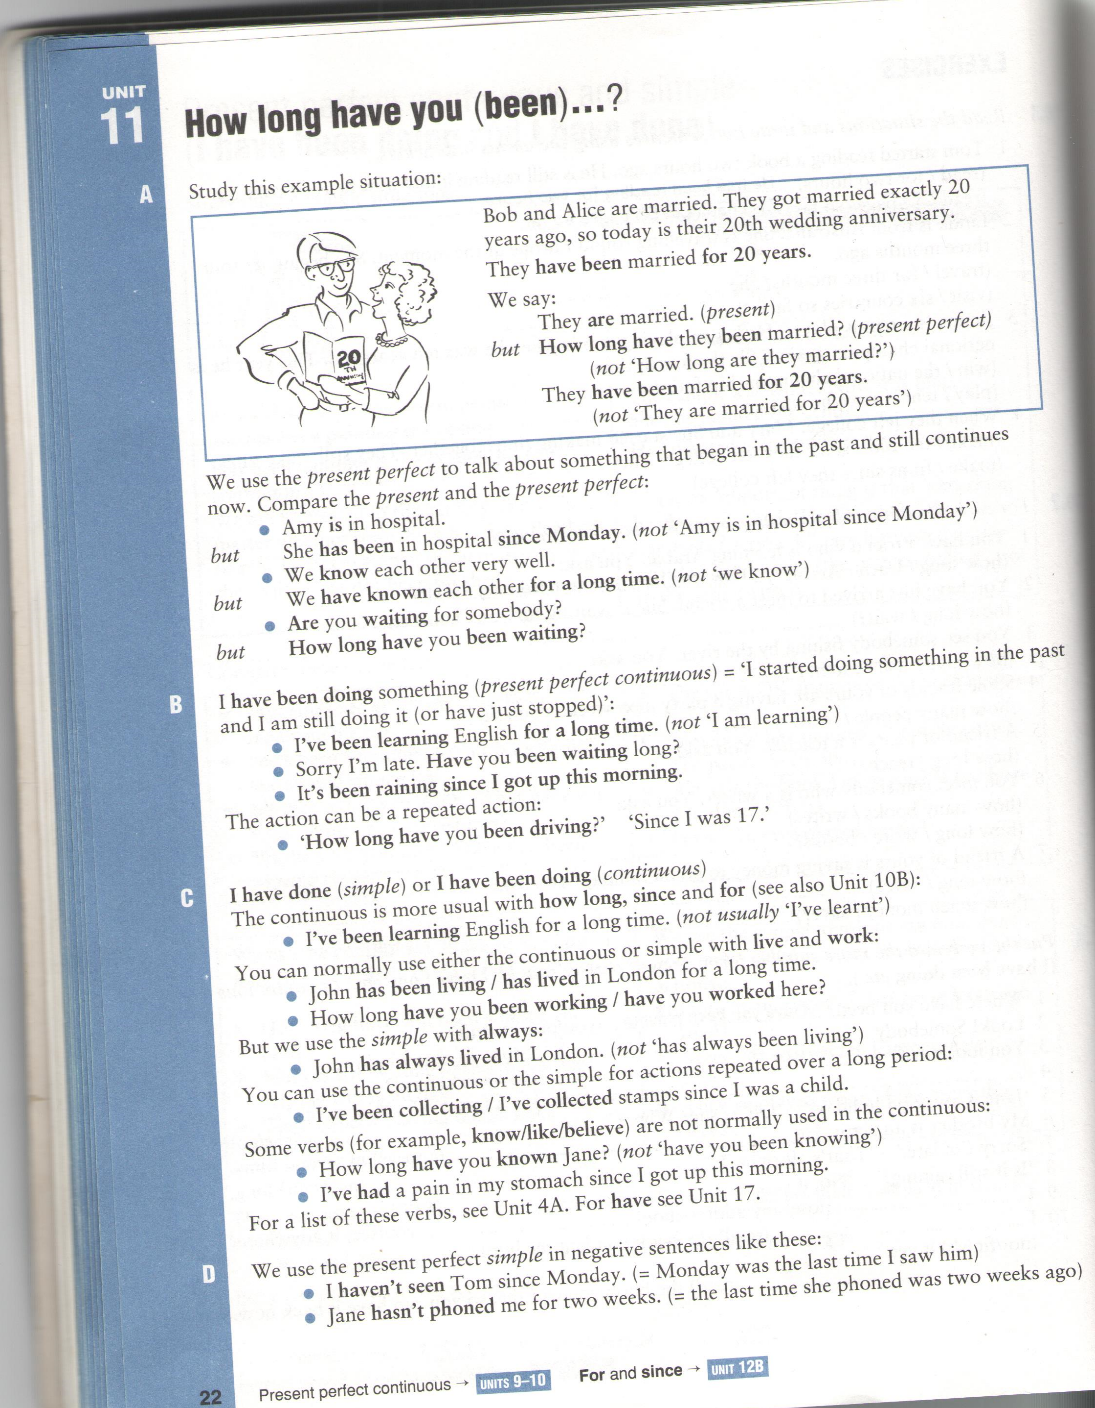 UNIT
11
How long have you (been)...?
A
Study this example situation:
Bob and Alice are married. They got married exactly 20
years ago, so today is their 20th wedding anniversary.
They have been married for 20 years.
We say:
They are married. (present)
but How long have they been married? (present perfect)
(not ‘How long are they married?’)
They have been married for 20 years.
(not ‘They are married for 20 years’)
20
TH
We use the present perfect to talk about something that began in the past and still continues
now. Compare the present and the present perfect:
• Amy is in hospital.
but She has been in hospital since Monday. (not ‘Amy is in hospital since Monday’)
• We know each other very well.
but We have known each other for a long time. (not ‘we know’)
• Are you waiting for somebody?
but How long have you been waiting?
B
I have been doing something (present perfect continuous) = ‘I started doing something in the past
and I am still doing it (or have just stopped)’:
• I’ve been learning English for a long time. (not ‘I am learning’)
• Sorry I’m late. Have you been waiting long?
• It’s been raining since I got up this morning.
The action can be a repeated action:
• ‘How long have you been driving?’ ‘Since I was 17.’
C
I have done (simple) or I have been doing (continuous)
The continuous is more usual with how long, since and for (see also Unit 10B):
• I’ve been learning English for a long time. (not usually ‘I’ve learnt’)
You can normally use either the continuous or simple with live and work:
• John has been living / has lived in London for a long time.
• How long have you been working / have you worked here?
But we use the simple with always:
• John has always lived in London. (not ‘has always been living’)
You can use the continuous or the simple for actions repeated over a long period:
• I’ve been collecting / I’ve collected stamps since I was a child.
Some verbs (for example, know/like/believe) are not normally used in the continuous:
• How long have you known Jane? (not ‘have you been knowing’)
• I’ve had a pain in my stomach since I got up this morning.
For a list of these verbs, see Unit 4A. For have see Unit 17.
D
We use the present perfect simple in negative sentences like these:
• I haven’t seen Tom since Monday. (= Monday was the last time I saw him)
• Jane hasn’t phoned me for two weeks. (= the last time she phoned was two weeks ago)
22 Present perfect continuous → UNITS 9–10 For and since → UNIT 12B